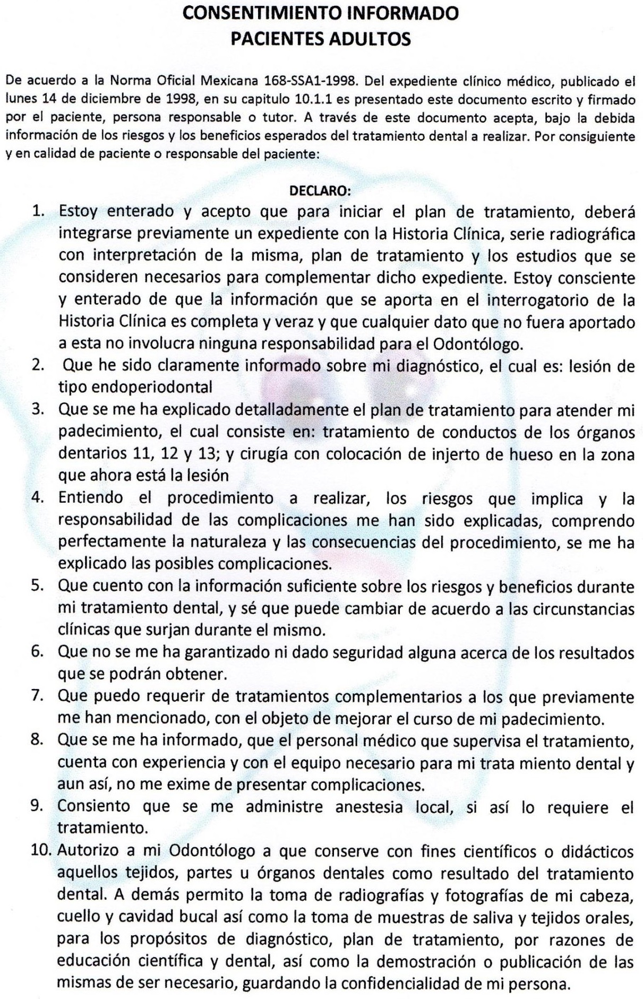 CONSENTIMIENTO INFORMADO
PACIENTES ADULTOS
De acuerdo a la Norma Oficial Mexicana 168-SSA1-1998. Del expediente clínico médico, publicado el
lunes 14 de diciembre de 1998, en su capitulo 10.1.1 es presentado este documento escrito y firmado
por el paciente, persona responsable o tutor. A través de este documento acepta, bajo la debida
información de los riesgos y los beneficios esperados del tratamiento dental a realizar. Por consiguiente
y en calidad de paciente o responsable del paciente:
DECLARO:
1. Estoy enterado y acepto que para iniciar el plan de tratamiento, deberá
integrarse previamente un expediente con la Historia Clínica, serie radiográfica
con interpretación de la misma, plan de tratamiento y los estudios que se
consideren necesarios para complementar dicho expediente. Estoy consciente
y enterado de que la información que se aporta en el interrogatorio de la
Historia Clínica es completa y veraz y que cualquier dato que no fuera aportado
a esta no involucra ninguna responsabilidad para el Odontólogo.
2. Que he sido claramente informado sobre mi diagnóstico, el cual es: lesión de
tipo endoperiodontal
3. Que se me ha explicado detalladamente el plan de tratamiento para atender mi
padecimiento, el cual consiste en: tratamiento de conductos de los órganos
dentarios 11, 12 y 13; y cirugía con colocación de injerto de hueso en la zona
que ahora está la lesión
4. Entiendo el procedimiento a realizar, los riesgos que implica y la
responsabilidad de las complicaciones me han sido explicadas, comprendo
perfectamente la naturaleza y las consecuencias del procedimiento, se me ha
explicado las posibles complicaciones.
5. Que cuento con la información suficiente sobre los riesgos y beneficios durante
mi tratamiento dental, y sé que puede cambiar de acuerdo a las circunstancias
clínicas que surjan durante el mismo.
6. Que no se me ha garantizado ni dado seguridad alguna acerca de los resultados
que se podrán obtener.
7. Que puedo requerir de tratamientos complementarios a los que previamente
me han mencionado, con el objeto de mejorar el curso de mi padecimiento.
8. Que se me ha informado, que el personal médico que supervisa el tratamiento,
cuenta con experiencia y con el equipo necesario para mi trata miento dental y
aun así, no me exime de presentar complicaciones.
9. Consiento que se me administre anestesia local, si así lo requiere el
tratamiento.
10. Autorizo a mi Odontólogo a que conserve con fines científicos o didácticos
aquellos tejidos, partes u órganos dentales como resultado del tratamiento
dental. A demás permito la toma de radiografías y fotografías de mi cabeza,
cuello y cavidad bucal así como la toma de muestras de saliva y tejidos orales,
para los propósitos de diagnóstico, plan de tratamiento, por razones de
educación científica y dental, así como la demostración o publicación de las
mismas de ser necesario, guardando la confidencialidad de mi persona.